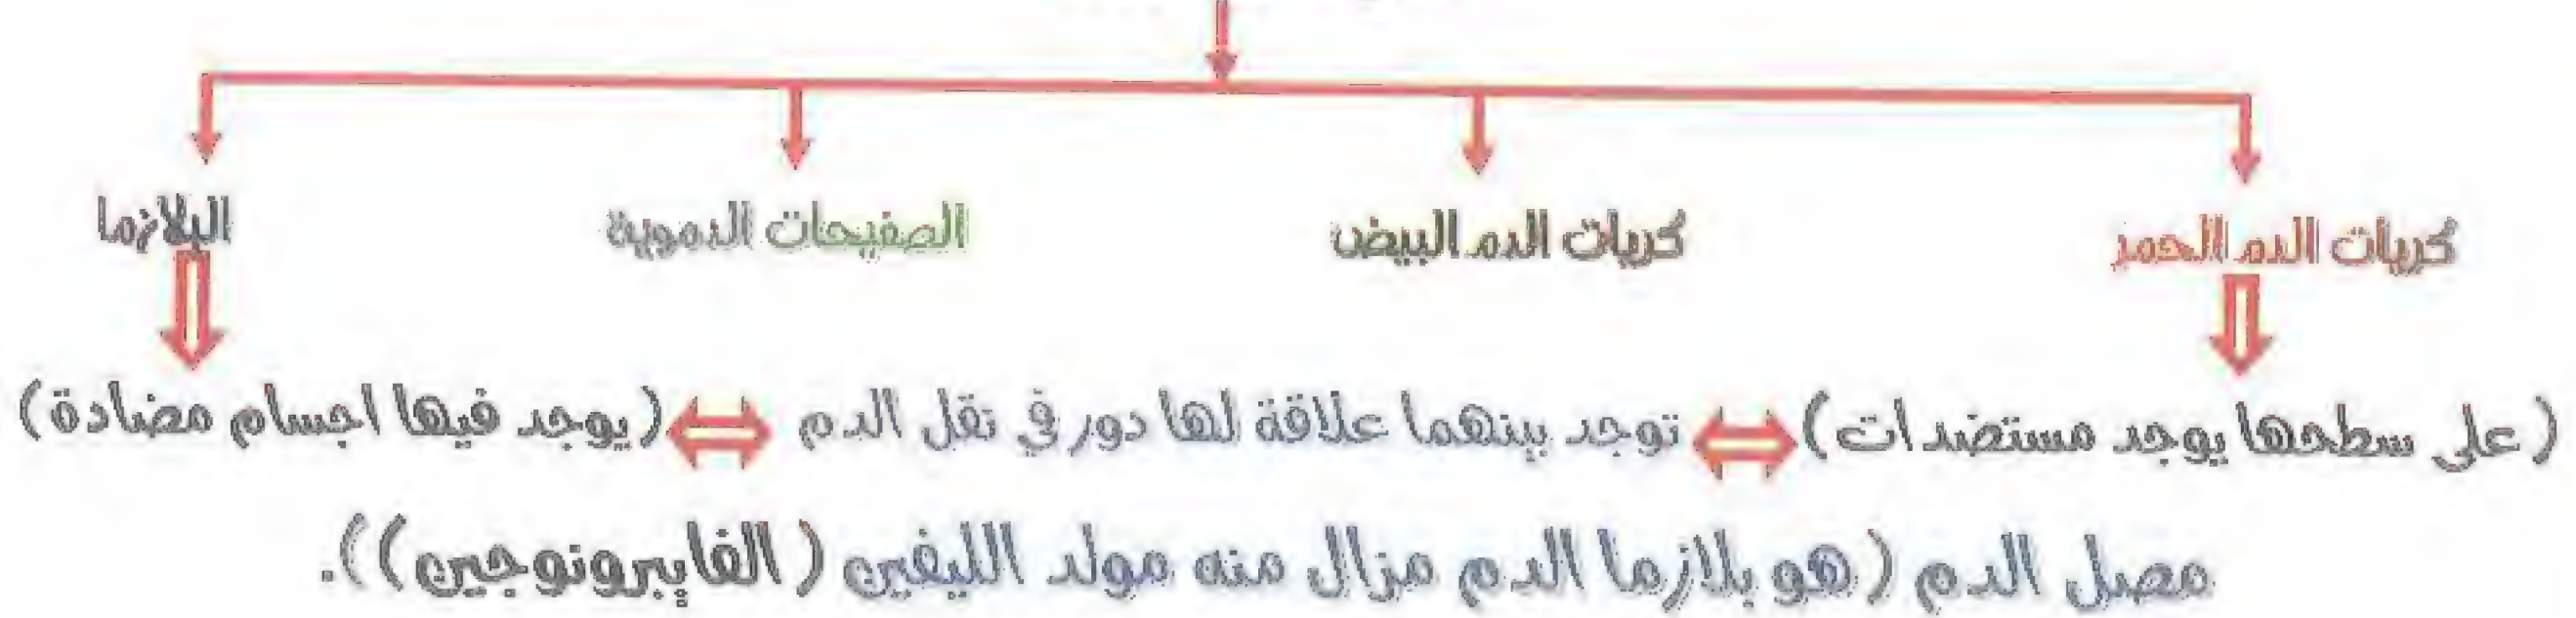 كريات الدم الحمر
كريات الدم البيض
الصفيحات الدموية
البلازما
(على سطحها يوجد مستضدات) توجد بينهما علاقة لها دور في نقل الدم (يوجد فيها اجسام مضادة)
مصل الدم (هو بلازما الدم مزال منه مولد الليفين (الفايبرونوجين)).